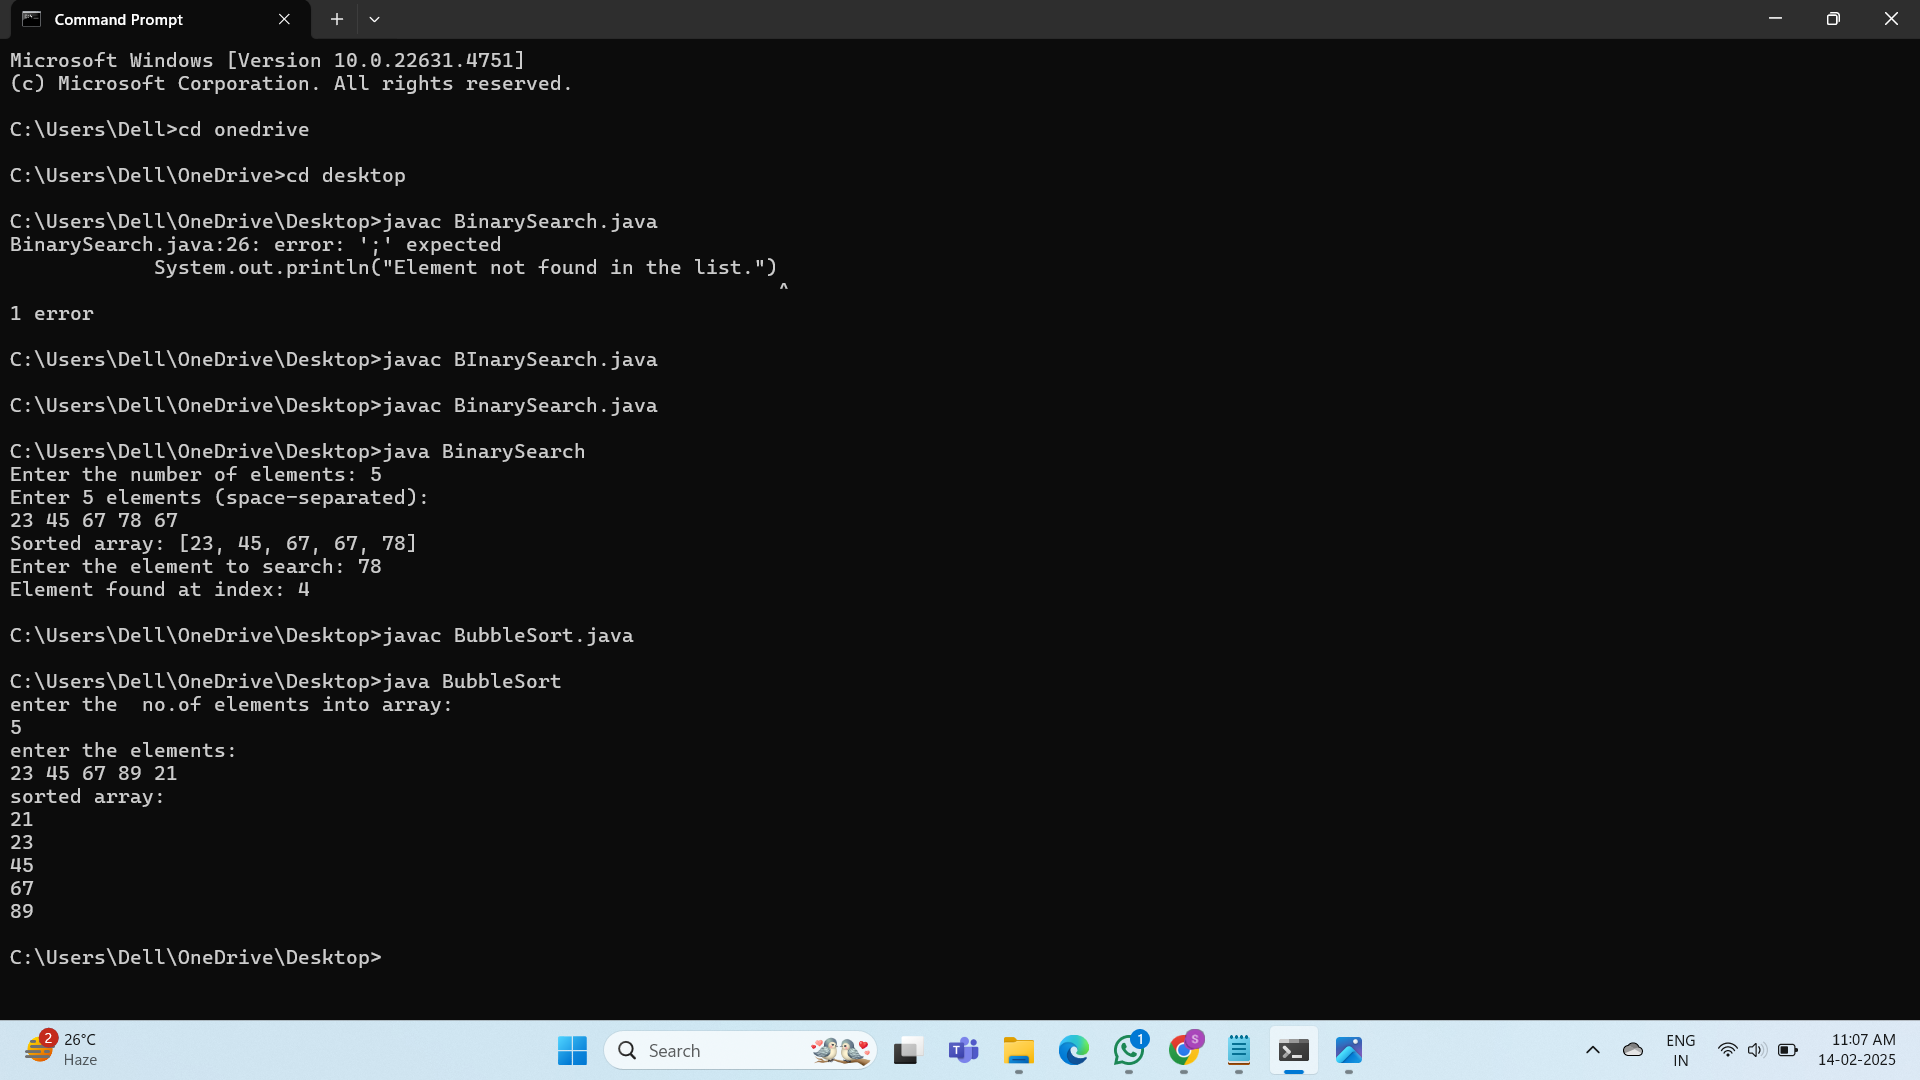 Command Prompt
Microsoft Windows [Version 10.0.22631.4751]
(c) Microsoft Corporation. All rights reserved.
C:\Users\Dell>cd onedrive
C:\Users\Dell\OneDrive>cd desktop
C:\Users\Dell\OneDrive\Desktop>javac BinarySearch.java
BinarySearch.java:26: error: ';' expected
            System.out.println("Element not found in the list.")
                                                                ^
1 error
C:\Users\Dell\OneDrive\Desktop>javac BInarySearch.java
C:\Users\Dell\OneDrive\Desktop>javac BinarySearch.java
C:\Users\Dell\OneDrive\Desktop>java BinarySearch
Enter the number of elements: 5
Enter 5 elements (space-separated):
23 45 67 78 67
Sorted array: [23, 45, 67, 67, 78]
Enter the element to search: 78
Element found at index: 4
C:\Users\Dell\OneDrive\Desktop>javac BubbleSort.java
C:\Users\Dell\OneDrive\Desktop>java BubbleSort
enter the  no.of elements into array:
5
enter the elements:
23 45 67 89 21
sorted array:
21
23
45
67
89
C:\Users\Dell\OneDrive\Desktop>
2
26°C
Haze
Search
T
1
S
ENG
IN
11:07 AM
14-02-2025